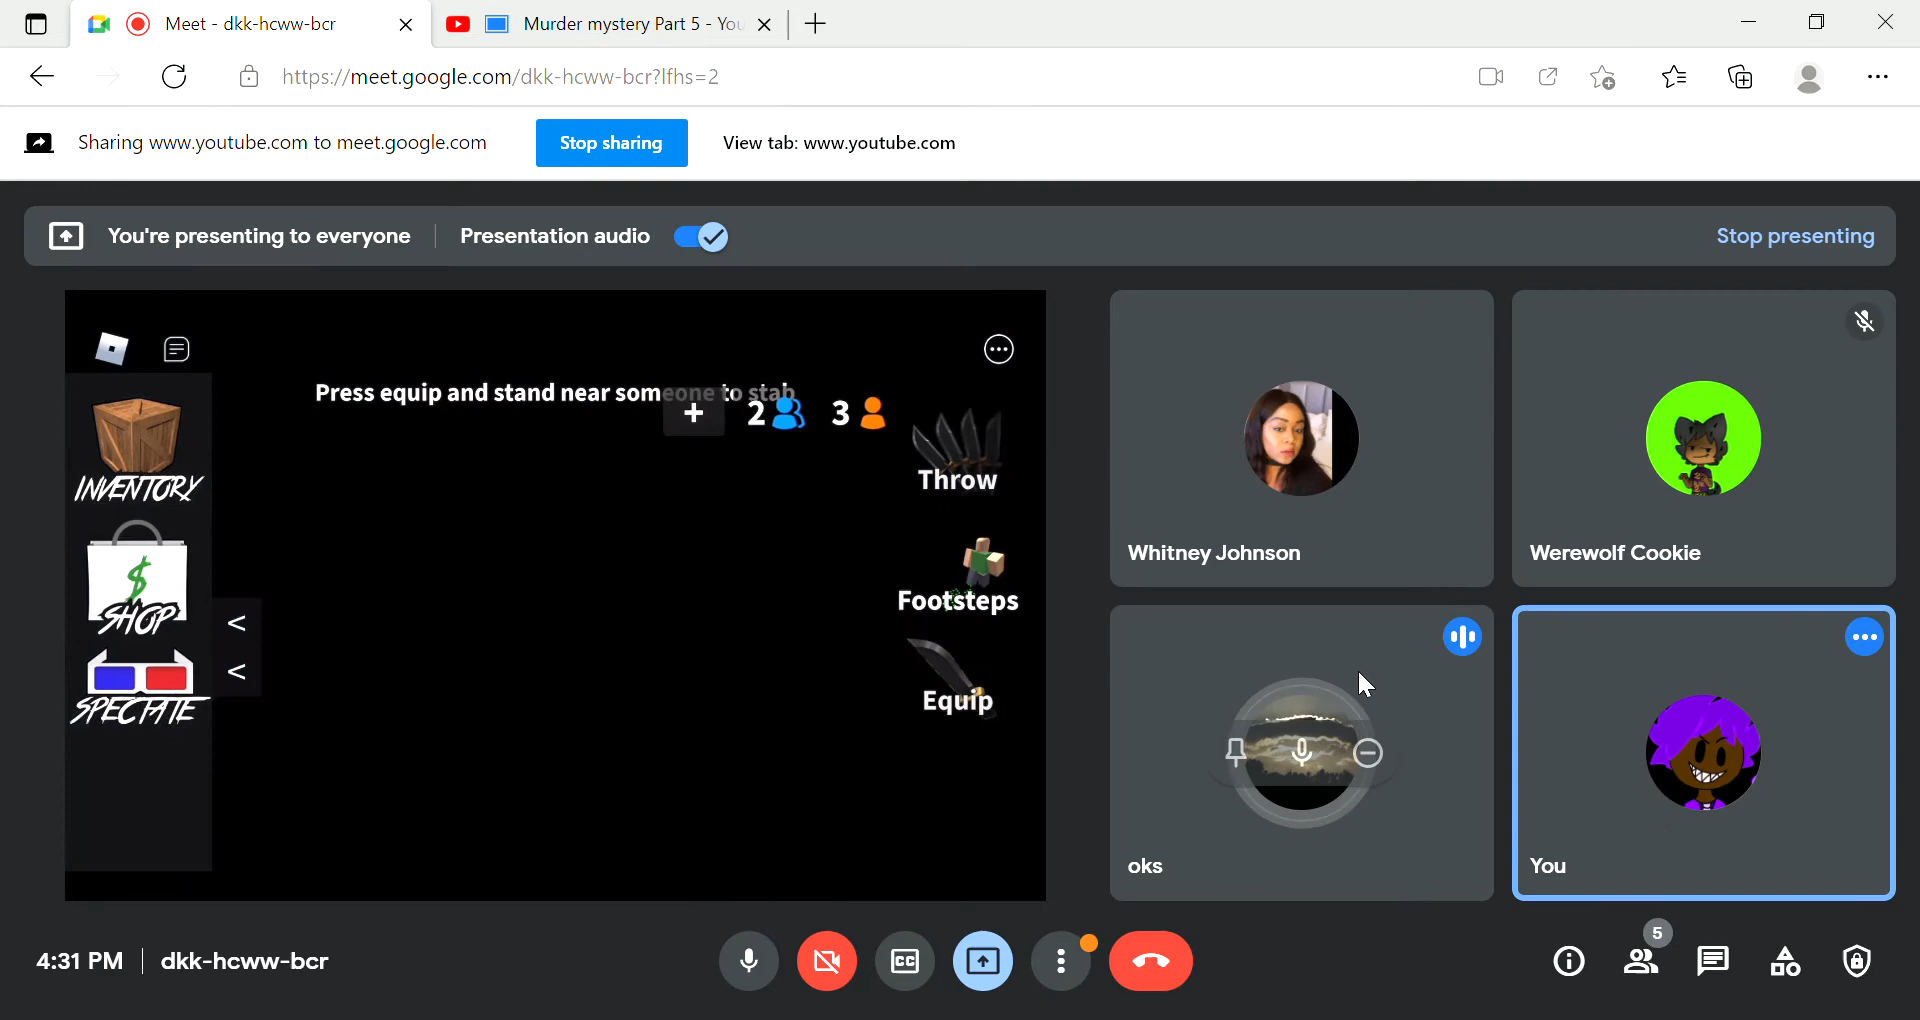 Meet - dkk-hcww-bcr
Murder mystery Part 5 - You
https://meet.google.com/dkk-hcww-bcr?lfhs=2
Sharing www.youtube.com to meet.google.com
Stop sharing
View tab: www.youtube.com
You're presenting to everyone
Presentation audio
Stop presenting
Press equip and stand near someone to stab
+ 2 3
Throw
INVENTORY
Footsteps
SHOP
<
<
Equip
SPECTATE
Whitney Johnson
Werewolf Cookie
oks
You
4:31 PM
dkk-hcww-bcr
CC
5